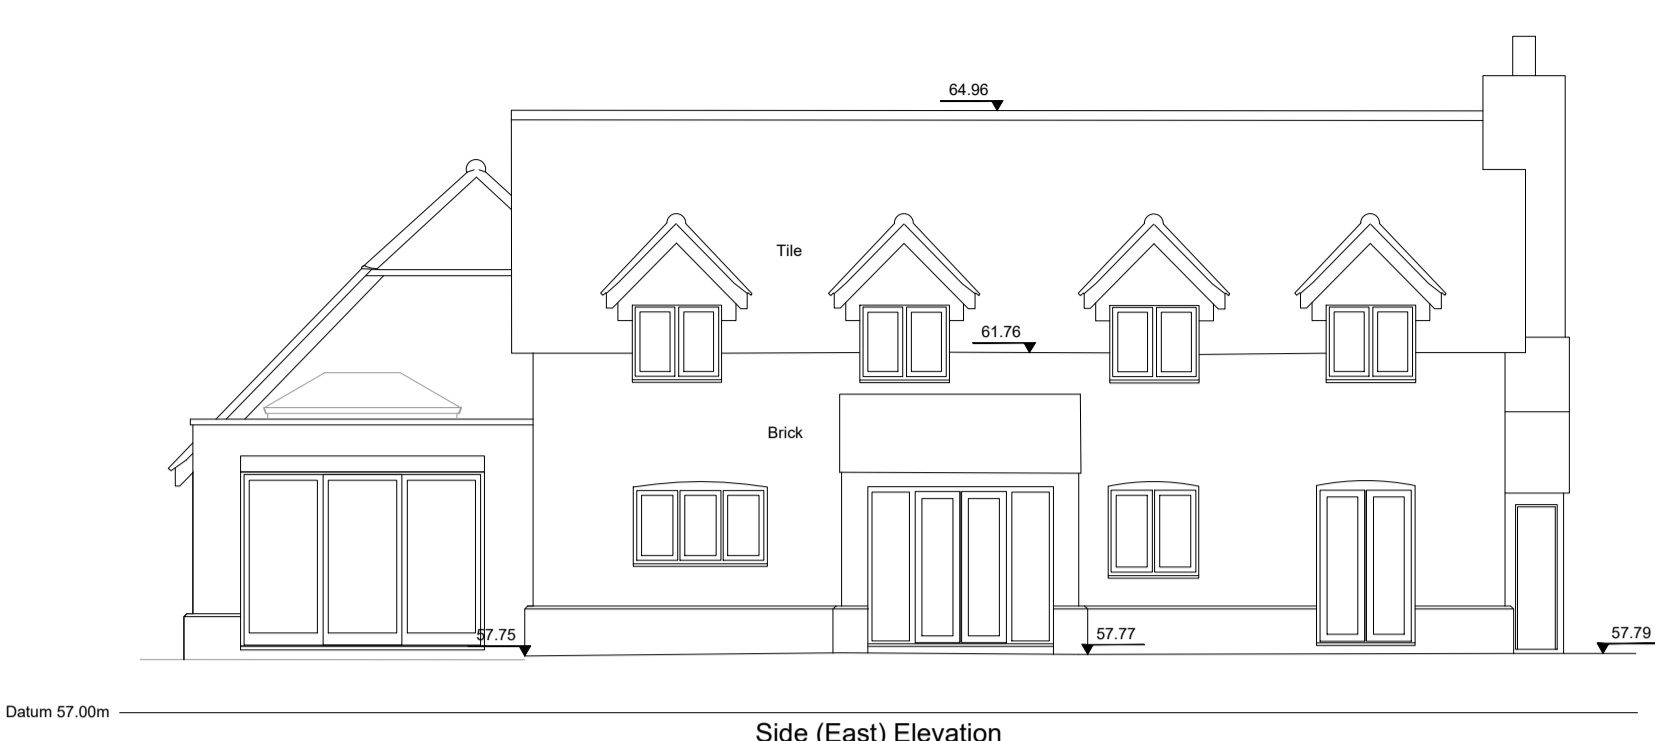 64.96
Tile
61.76
Brick
57.75
57.77
57.79
Datum 57.00m
Side (East) Elevation